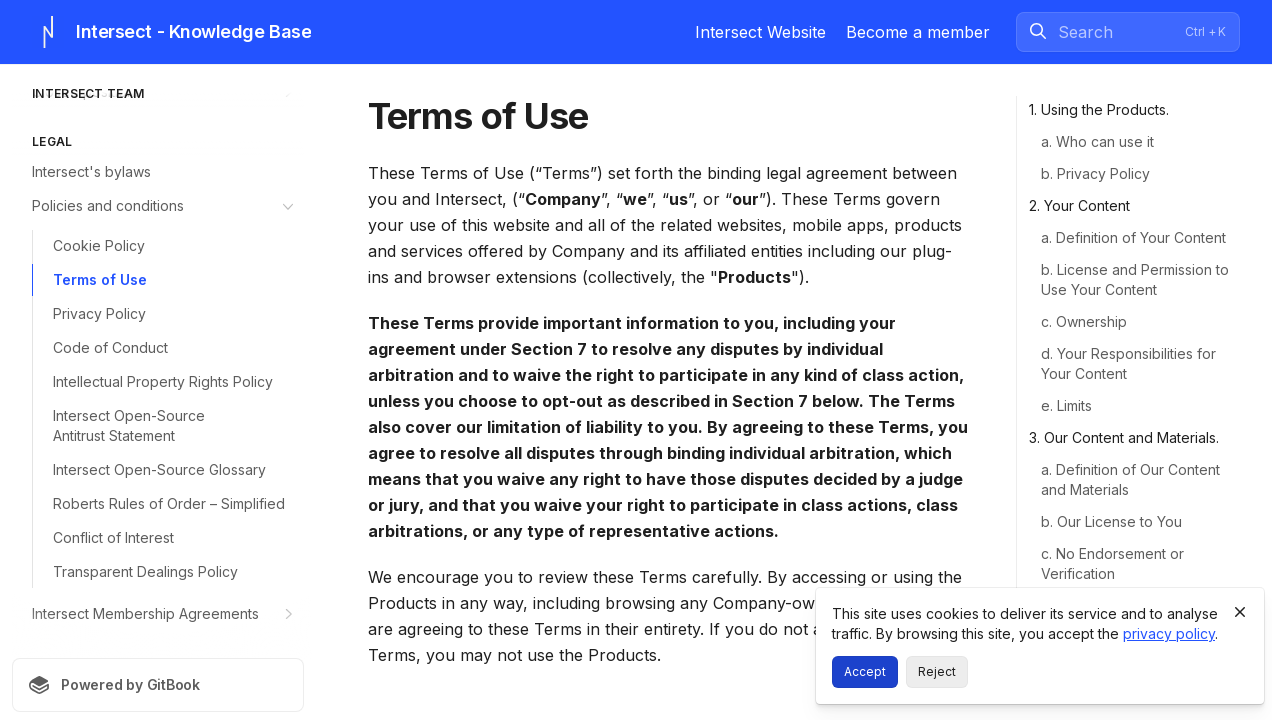 Intersect - Knowledge Base
Intersect Website
Become a member
Search
Ctrl + K
INTERSECT TEAM
LEGAL
Intersect's bylaws
Policies and conditions
Cookie Policy
Terms of Use
Privacy Policy
Code of Conduct
Intellectual Property Rights Policy
Intersect Open-Source
Antitrust Statement
Intersect Open-Source Glossary
Roberts Rules of Order – Simplified
Conflict of Interest
Transparent Dealings Policy
Intersect Membership Agreements
Powered by GitBook
Terms of Use
These Terms of Use (“Terms”) set forth the binding legal agreement between
you and Intersect, (“Company”, “we”, “us”, or “our”). These Terms govern
your use of this website and all of the related websites, mobile apps, products
and services offered by Company and its affiliated entities including our plug-
ins and browser extensions (collectively, the "Products").
These Terms provide important information to you, including your
agreement under Section 7 to resolve any disputes by individual
arbitration and to waive the right to participate in any kind of class action,
unless you choose to opt-out as described in Section 7 below. The Terms
also cover our limitation of liability to you. By agreeing to these Terms, you
agree to resolve all disputes through binding individual arbitration, which
means that you waive any right to have those disputes decided by a judge
or jury, and that you waive your right to participate in class actions, class
arbitrations, or any type of representative actions.
We encourage you to review these Terms carefully. By accessing or using the
Products in any way, including browsing any
are agreeing to these Terms in their entirety. If you do not
Terms, you may not use the Products.
1. Using the Products.
a. Who can use it
b. Privacy Policy
2. Your Content
a. Definition of Your Content
b. License and Permission to
Use Your Content
c. Ownership
d. Your Responsibilities for
Your Content
e. Limits
3. Our Content and Materials.
a. Definition of Our Content
and Materials
b. Our License to You
c. No Endorsement or
Verification
This site uses cookies to deliver its service and to analyse
traffic. By browsing this site, you accept the privacy policy.
Accept
Reject